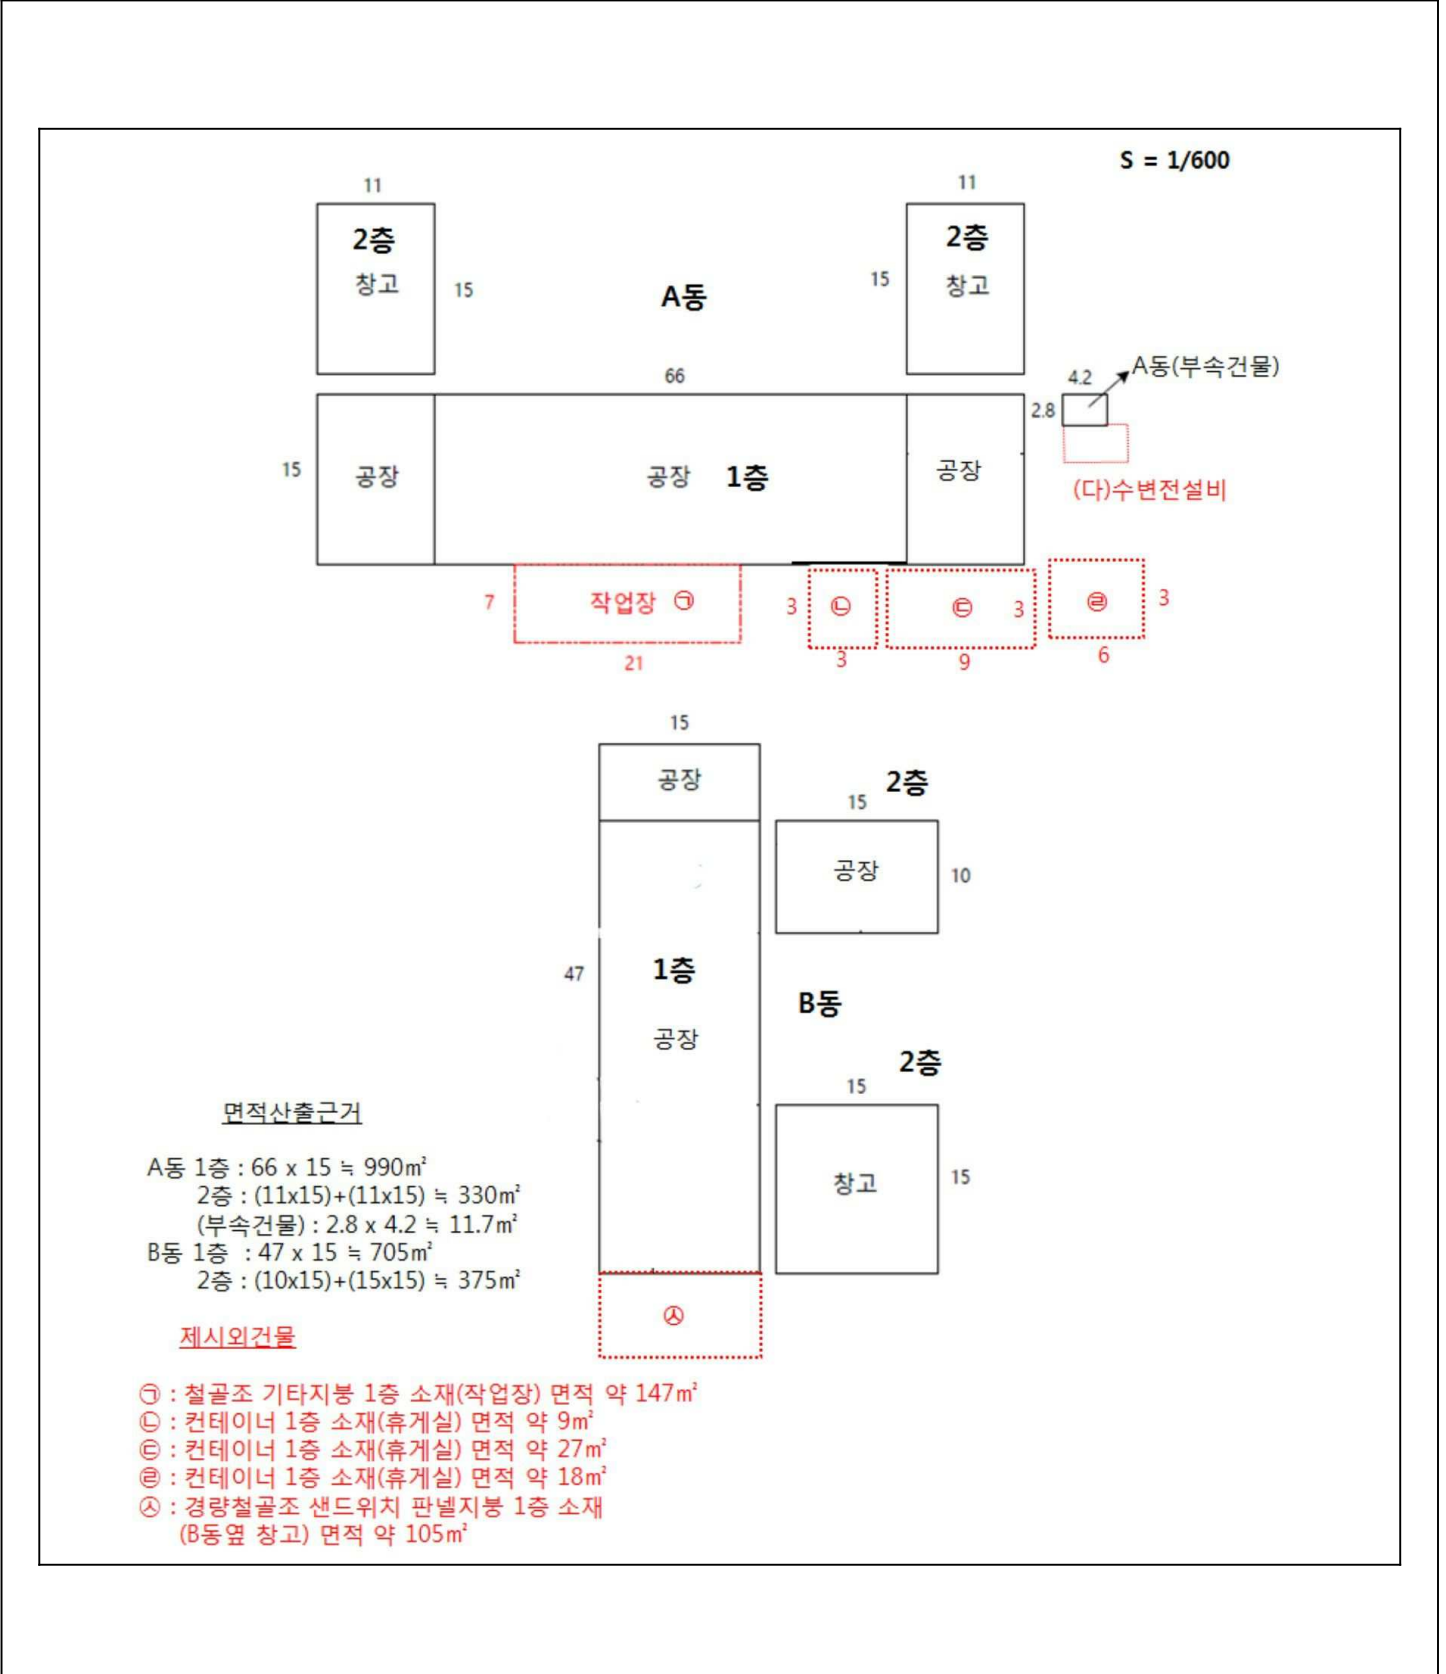 S = 1/600
11
11
2층
창고
15
A동
15
2층
창고
66
4.2
A동(부속건물)
2.8
15
공장
공장
1층
공장
(다)수변전설비
7
작업장 ㉠
21
3
㉡
3
㉢
3
9
㉣
3
6
15
공장
2층
15
공장
10
47
1층
공장
B동
2층
15
창고
15
㉦
면적산출근거
A동 1층 : 66 x 15 ≒ 990㎡
2층 : (11x15)+(11x15) ≒ 330㎡
(부속건물) : 2.8 x 4.2 ≒ 11.7㎡
B동 1층 : 47 x 15 ≒ 705㎡
2층 : (10x15)+(15x15) ≒ 375㎡
제시외건물
㉠ : 철골조 기타지붕 1층 소재(작업장) 면적 약 147㎡
㉡ : 컨테이너 1층 소재(휴게실) 면적 약 9㎡
㉢ : 컨테이너 1층 소재(휴게실) 면적 약 27㎡
㉣ : 컨테이너 1층 소재(휴게실) 면적 약 18㎡
㉦ : 경량철골조 샌드위치 판넬지붕 1층 소재
(B동옆 창고) 면적 약 105㎡